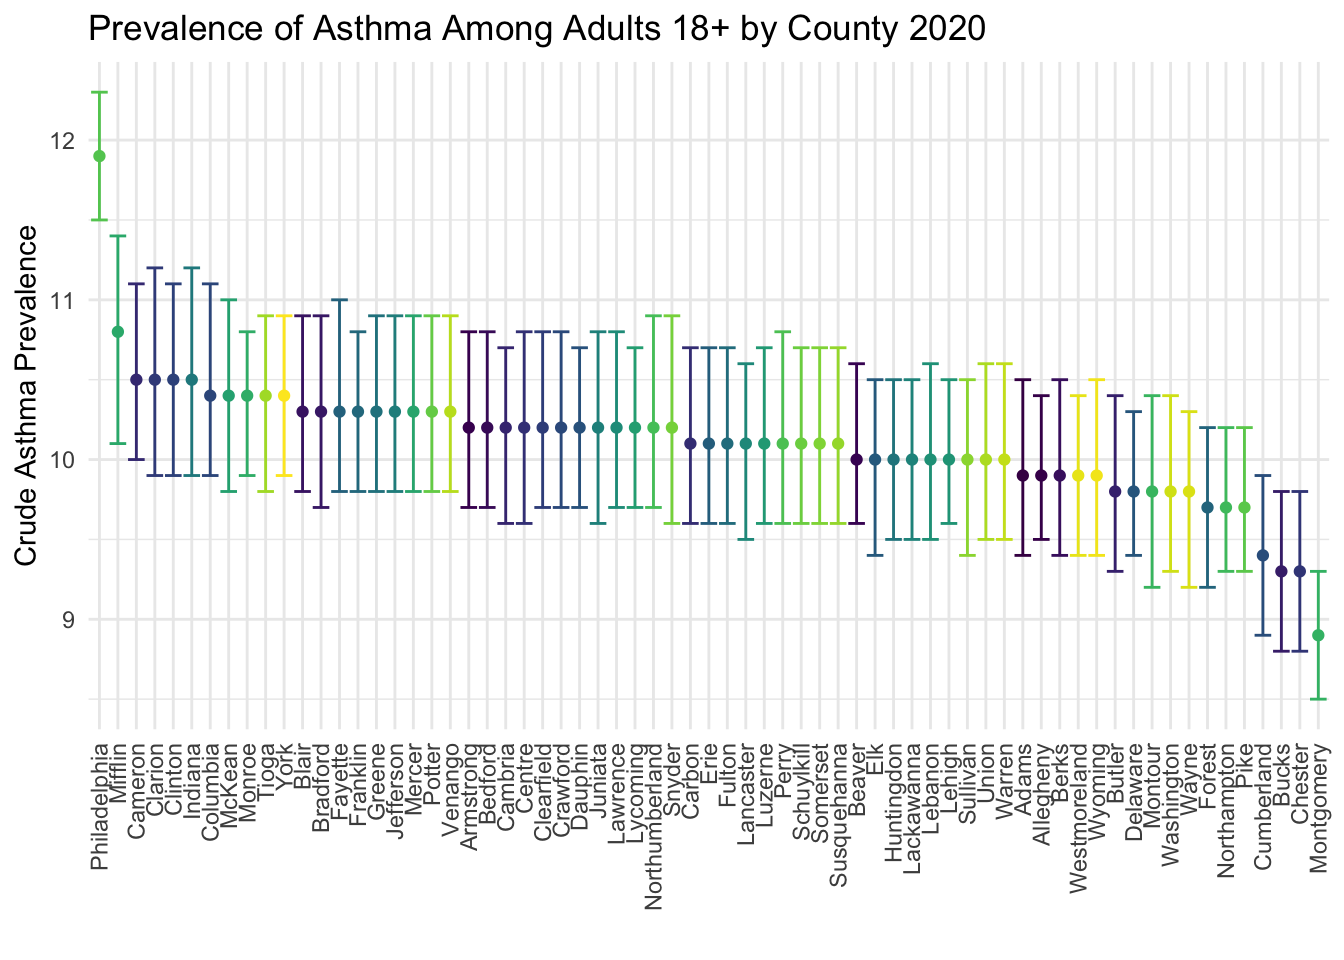 Prevalence of Asthma Among Adults 18+ by County 2020
Crude Asthma Prevalence
12
11
10
9
Philadelphia
Mifflin
Cameron
Clarion
Clinton
Indiana
Columbia
McKean
Monroe
Tioga
York
Blair
Bradford
Fayette
Franklin
Greene
Jefferson
Mercer
Potter
Venango
Armstrong
Bedford
Cambria
Centre
Clearfield
Crawford
Dauphin
Juniata
Lawrence
Lycoming
Northumberland
Snyder
Carbon
Erie
Fulton
Lancaster
Luzerne
Perry
Schuylkill
Somerset
Susquehanna
Beaver
Elk
Huntingdon
Lackawanna
Lebanon
Lehigh
Sullivan
Union
Warren
Adams
Allegheny
Berks
Westmoreland
Wyoming
Butler
Delaware
Montour
Washington
Wayne
Forest
Northampton
Pike
Cumberland
Bucks
Chester
Montgomery